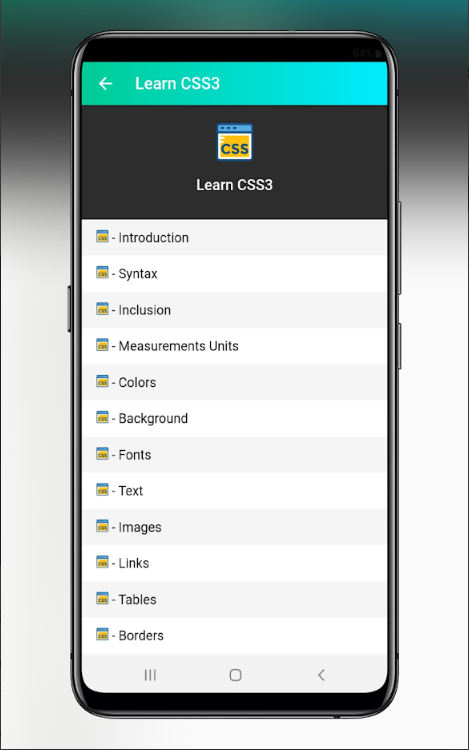 84%
Learn CSS3
CSS
Learn CSS3
CSS - Introduction
CSS - Syntax
CSS - Inclusion
CSS - Measurements Units
CSS - Colors
CSS - Background
CSS - Fonts
CSS - Text
CSS - Images
CSS - Links
CSS - Tables
CSS - Borders